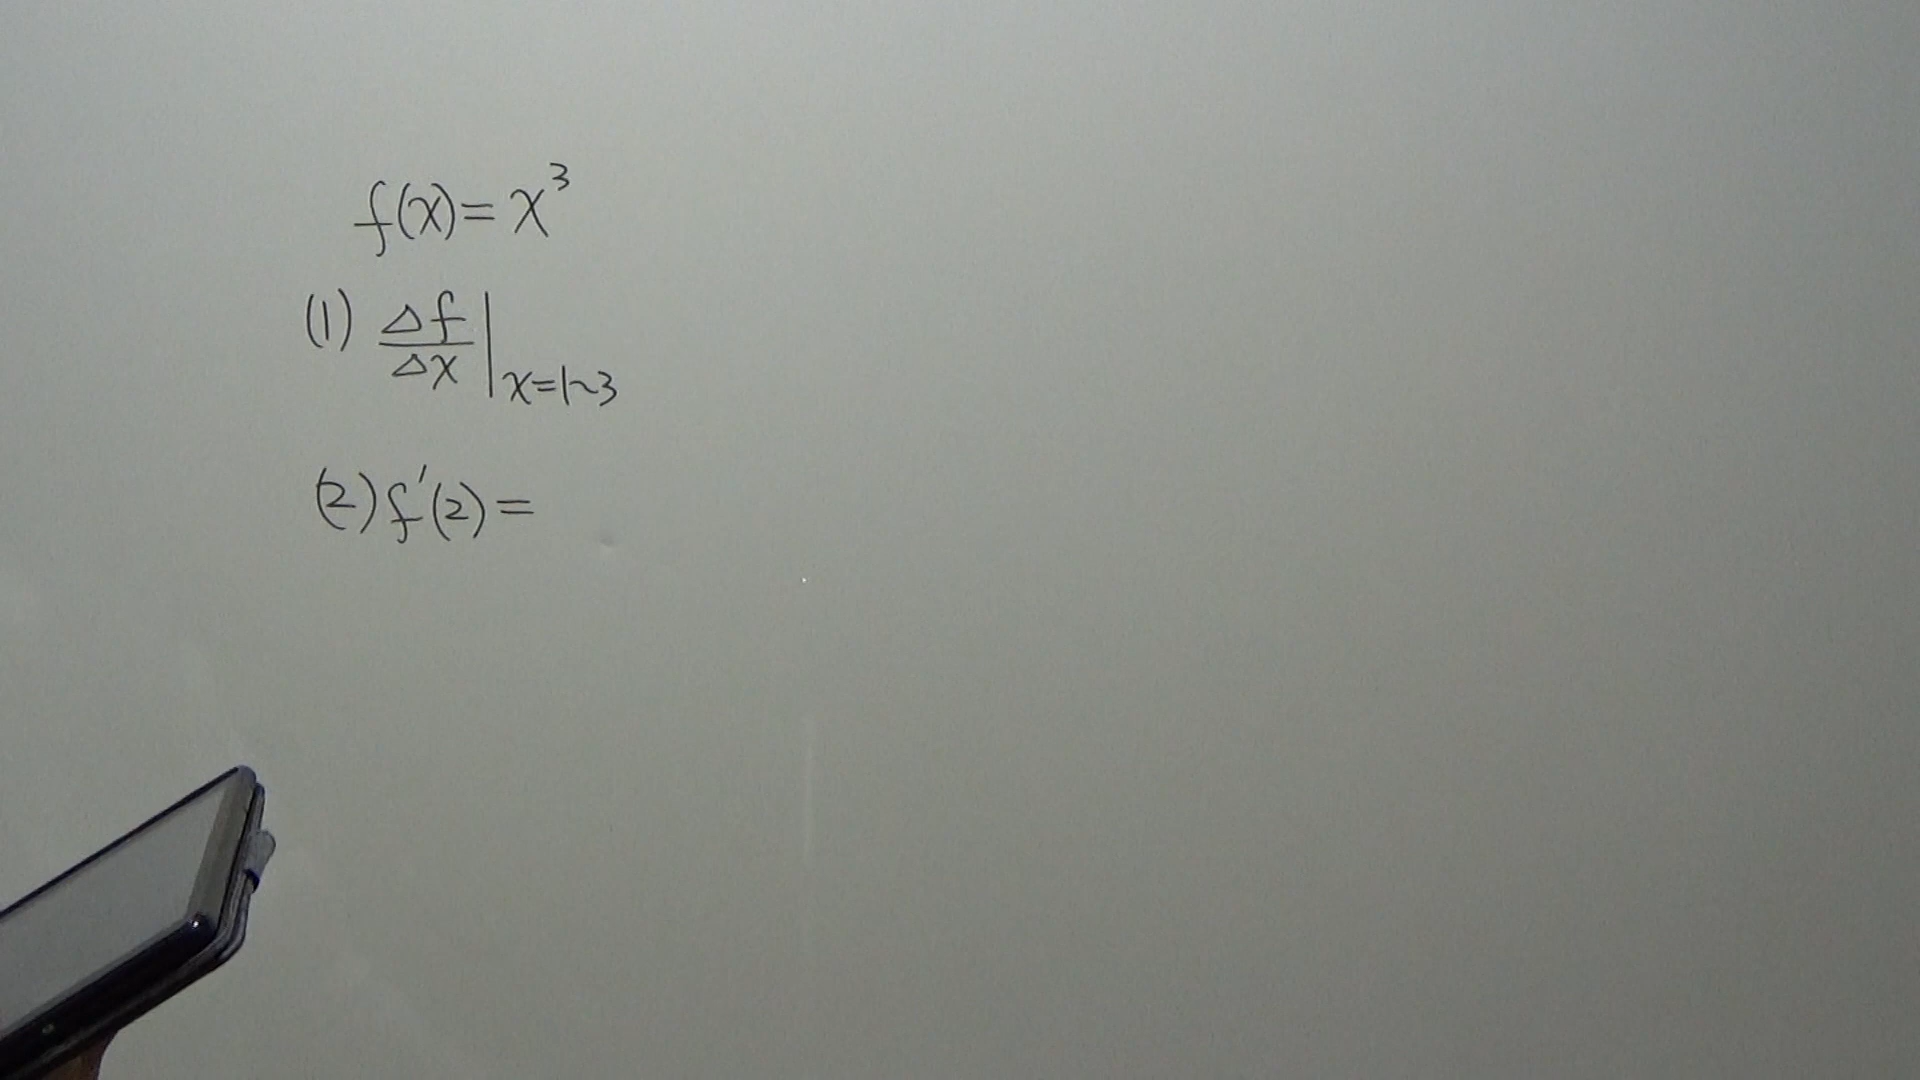 f(x)=x³
(1) Δf/Δx |x=1~3
(2) f'(2)=